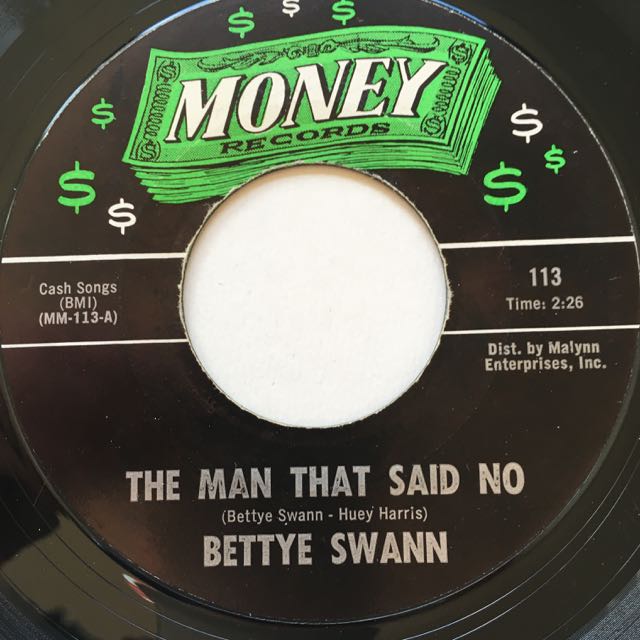 $ $ $
MONEY
RECORDS
$ $
$ $
$ $
Cash Songs
(BMI)
(MM-113-A)
113
Time: 2:26
Dist. by Malynn
Enterprises, Inc.
THE MAN THAT SAID NO
(Bettye Swann - Huey Harris)
BETTYE SWANN